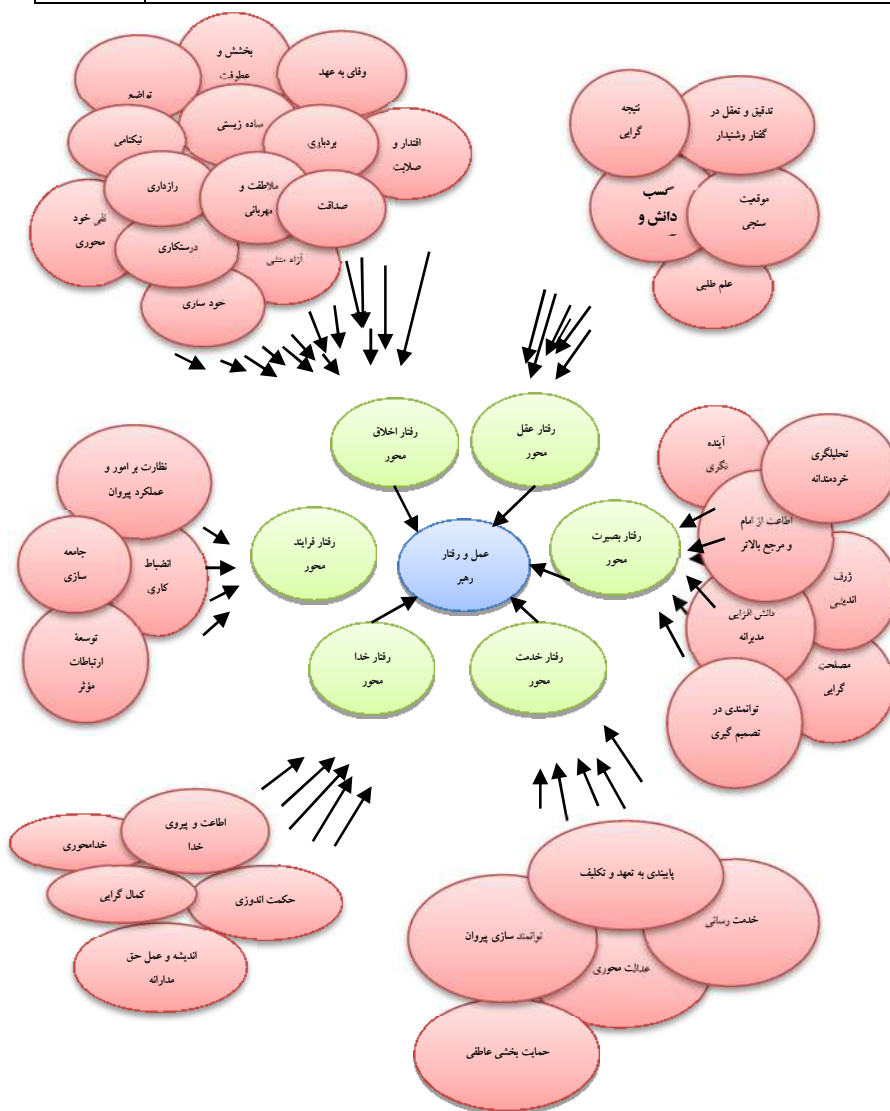 بخشش و
عطوفت
وفای به عهد
تواضع
ساده زیستی
بردباری
اقتدار و
صلابت
نیکنامی
رازداری
ملاطفت و
مهربانی
صداقت
نفی خود
محوری
درستکاری
آزاد منشی
خود سازی
نتیجه
گرایی
تدقیق و تعقل در
گفتار وشنیدار
کسب
دانش و
موقعیت
سنجی
علم طلبی
رفتار اخلاق
محور
رفتار عقل
محور
آینده
نگری
تحلیلگری
خردمندانه
اطاعت از امام
و مرجع بالاتر
ژرف
اندیشی
دانش افزایی
مدبرانه
مصلحت
گرایی
توانمندی در
تصمیم گیری
نظارت بر امور و
عملکرد پیروان
جامعه
سازی
انضباط
کاری
توسعهٔ
ارتباطات
مؤثر
رفتار فرایند
محور
عمل و رفتار
رهبر
رفتار بصیرت
محور
رفتار خدا
محور
رفتار خدمت
محور
اطاعت و پیروی
خدا
خدامحوری
کمال گرایی
حکمت اندوزی
اندیشه و عمل حق
مدارانه
پایبندی به تعهد و تکلیف
خدمت رسانی
توانمند سازی پیروان
عدالت محوری
حمایت بخشی عاطفی